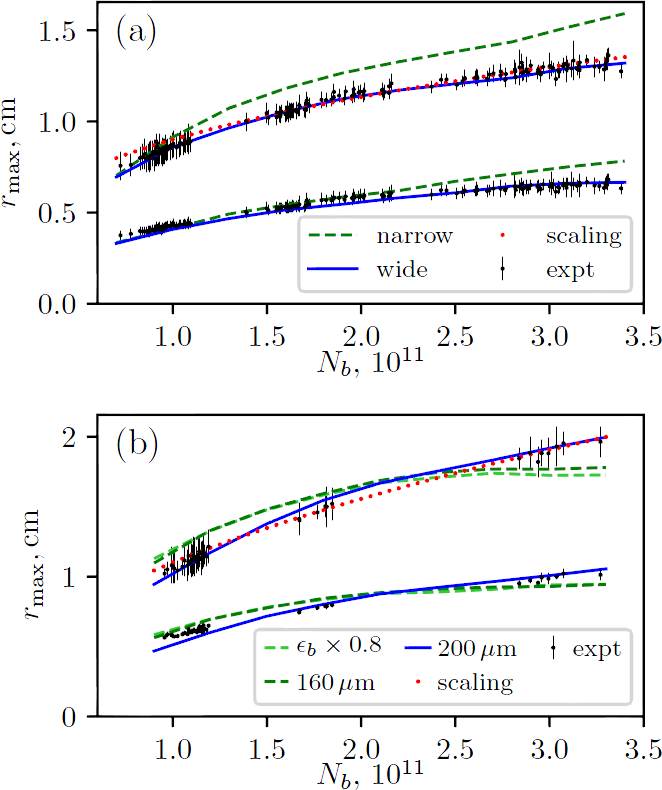 (a)
1.5
1.0
0.5
0.0
r_max, cm
narrow
wide
scaling
expt
1.0 1.5 2.0 2.5 3.0 3.5
N_b, 10^11
(b)
2
1
0
r_max, cm
ϵ_b × 0.8
160 μm
200 μm
scaling
expt
1.0 1.5 2.0 2.5 3.0 3.5
N_b, 10^11